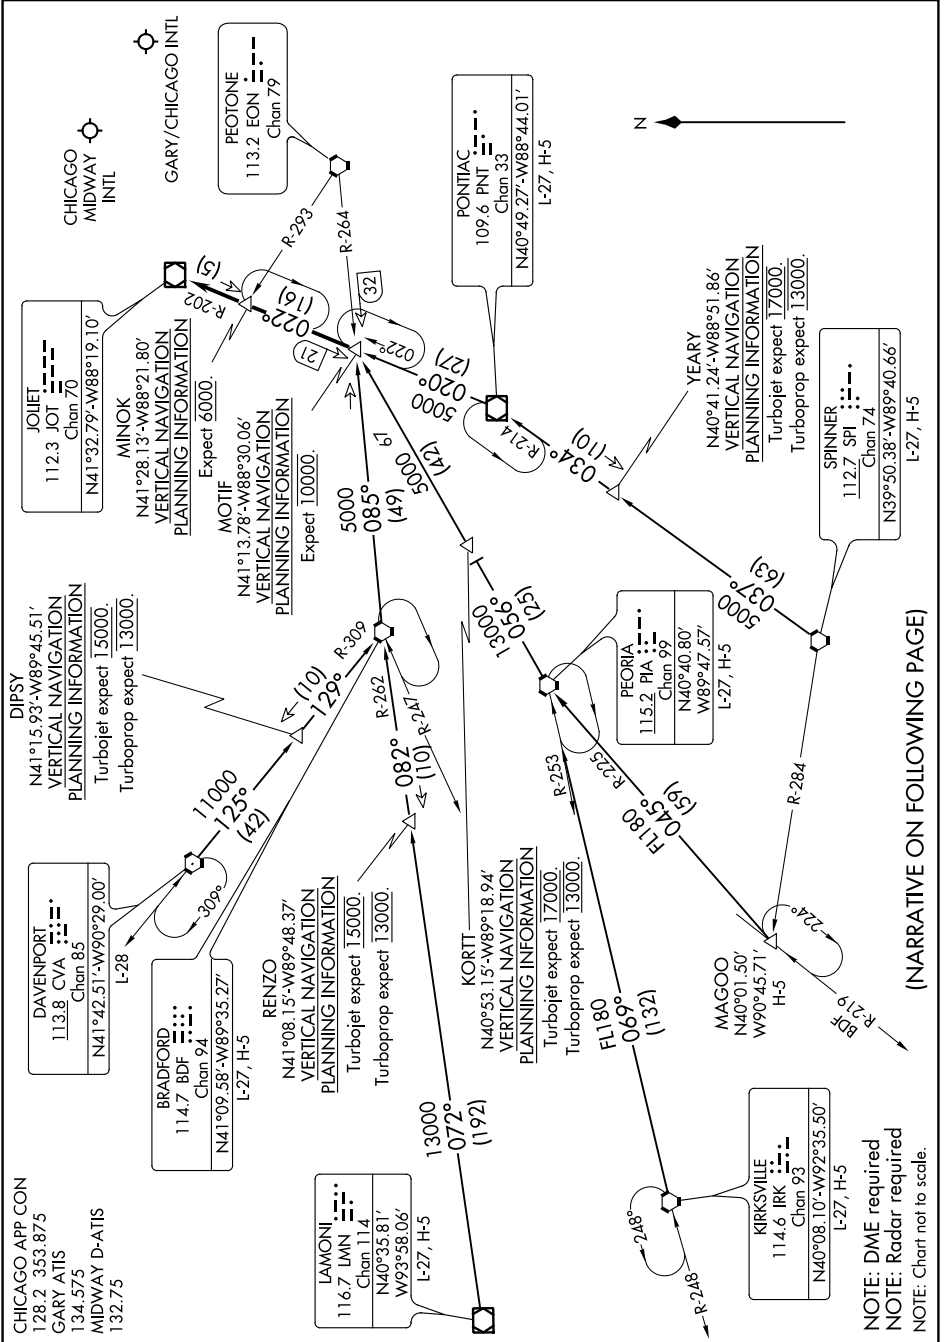 CHICAGO APP CON
128.2 353.875
GARY ATIS
134.575
MIDWAY D-ATIS
132.75
DAVENPORT
113.8 CVA
Chan 85
N41°42.51'-W90°29.00'
L-28
309°
11000
125°
(42)
DIPSY
N41°15.93'-W89°45.51'
VERTICAL NAVIGATION
PLANNING INFORMATION
Turbojet expect 15000.
Turboprop expect 13000.
(10)
129°
R-309
BRADFORD
114.7 BDF
Chan 94
N41°09.58'-W89°35.27'
L-27, H-5
JOLIET
112.3 JOT
Chan 70
N41°32.79'-W88°19.10'
CHICAGO
MIDWAY
INTL
GARY/CHICAGO INTL
PEOTONE
113.2 EON
Chan 79
R-293
R-264
R-202
(5)
MINOK
N41°28.13'-W88°21.80'
VERTICAL NAVIGATION
PLANNING INFORMATION
Expect 6000.
022°
(16)
MOTIF
N41°13.78'-W88°30.06'
VERTICAL NAVIGATION
PLANNING INFORMATION
Expect 10000.
21
32
022°
5000
020°
(27)
5000
085°
(49)
5000
67
(42)
PONTIAC
109.6 PNT
Chan 33
N40°49.27'-W88°44.01'
L-27, H-5
R-214
034°
(10)
N
YEARY
N40°41.24'-W88°51.86'
VERTICAL NAVIGATION
PLANNING INFORMATION
Turbojet expect 17000.
Turboprop expect 13000.
5000
037°
(63)
SPINNER
112.7 SPI
Chan 74
N39°50.38'-W89°40.66'
L-27, H-5
R-284
R-262
R-247
082°
(10)
RENZO
N41°08.15'-W89°48.37'
VERTICAL NAVIGATION
PLANNING INFORMATION
Turbojet expect 15000.
Turboprop expect 13000.
13000
072°
(192)
LAMONI
116.7 LMN
Chan 114
N40°35.81'
W93°58.06'
L-27, H-5
KORTT
N40°53.15'-W89°18.94'
VERTICAL NAVIGATION
PLANNING INFORMATION
Turbojet expect 17000.
Turboprop expect 13000.
13000
056°
(25)
PEORIA
115.2 PIA
Chan 99
N40°40.80'
W89°47.57'
L-27, H-5
R-253
R-225
FL180
045°
(59)
FL180
069°
(132)
MAGOO
N40°01.50'
W90°45.71'
H-5
224°
R-219
BDF
KIRKSVILLE
114.6 IRK
Chan 93
N40°08.10'-W92°35.50'
L-27, H-5
248°
R-248
NOTE: DME required
NOTE: Radar required
NOTE: Chart not to scale.
(NARRATIVE ON FOLLOWING PAGE)